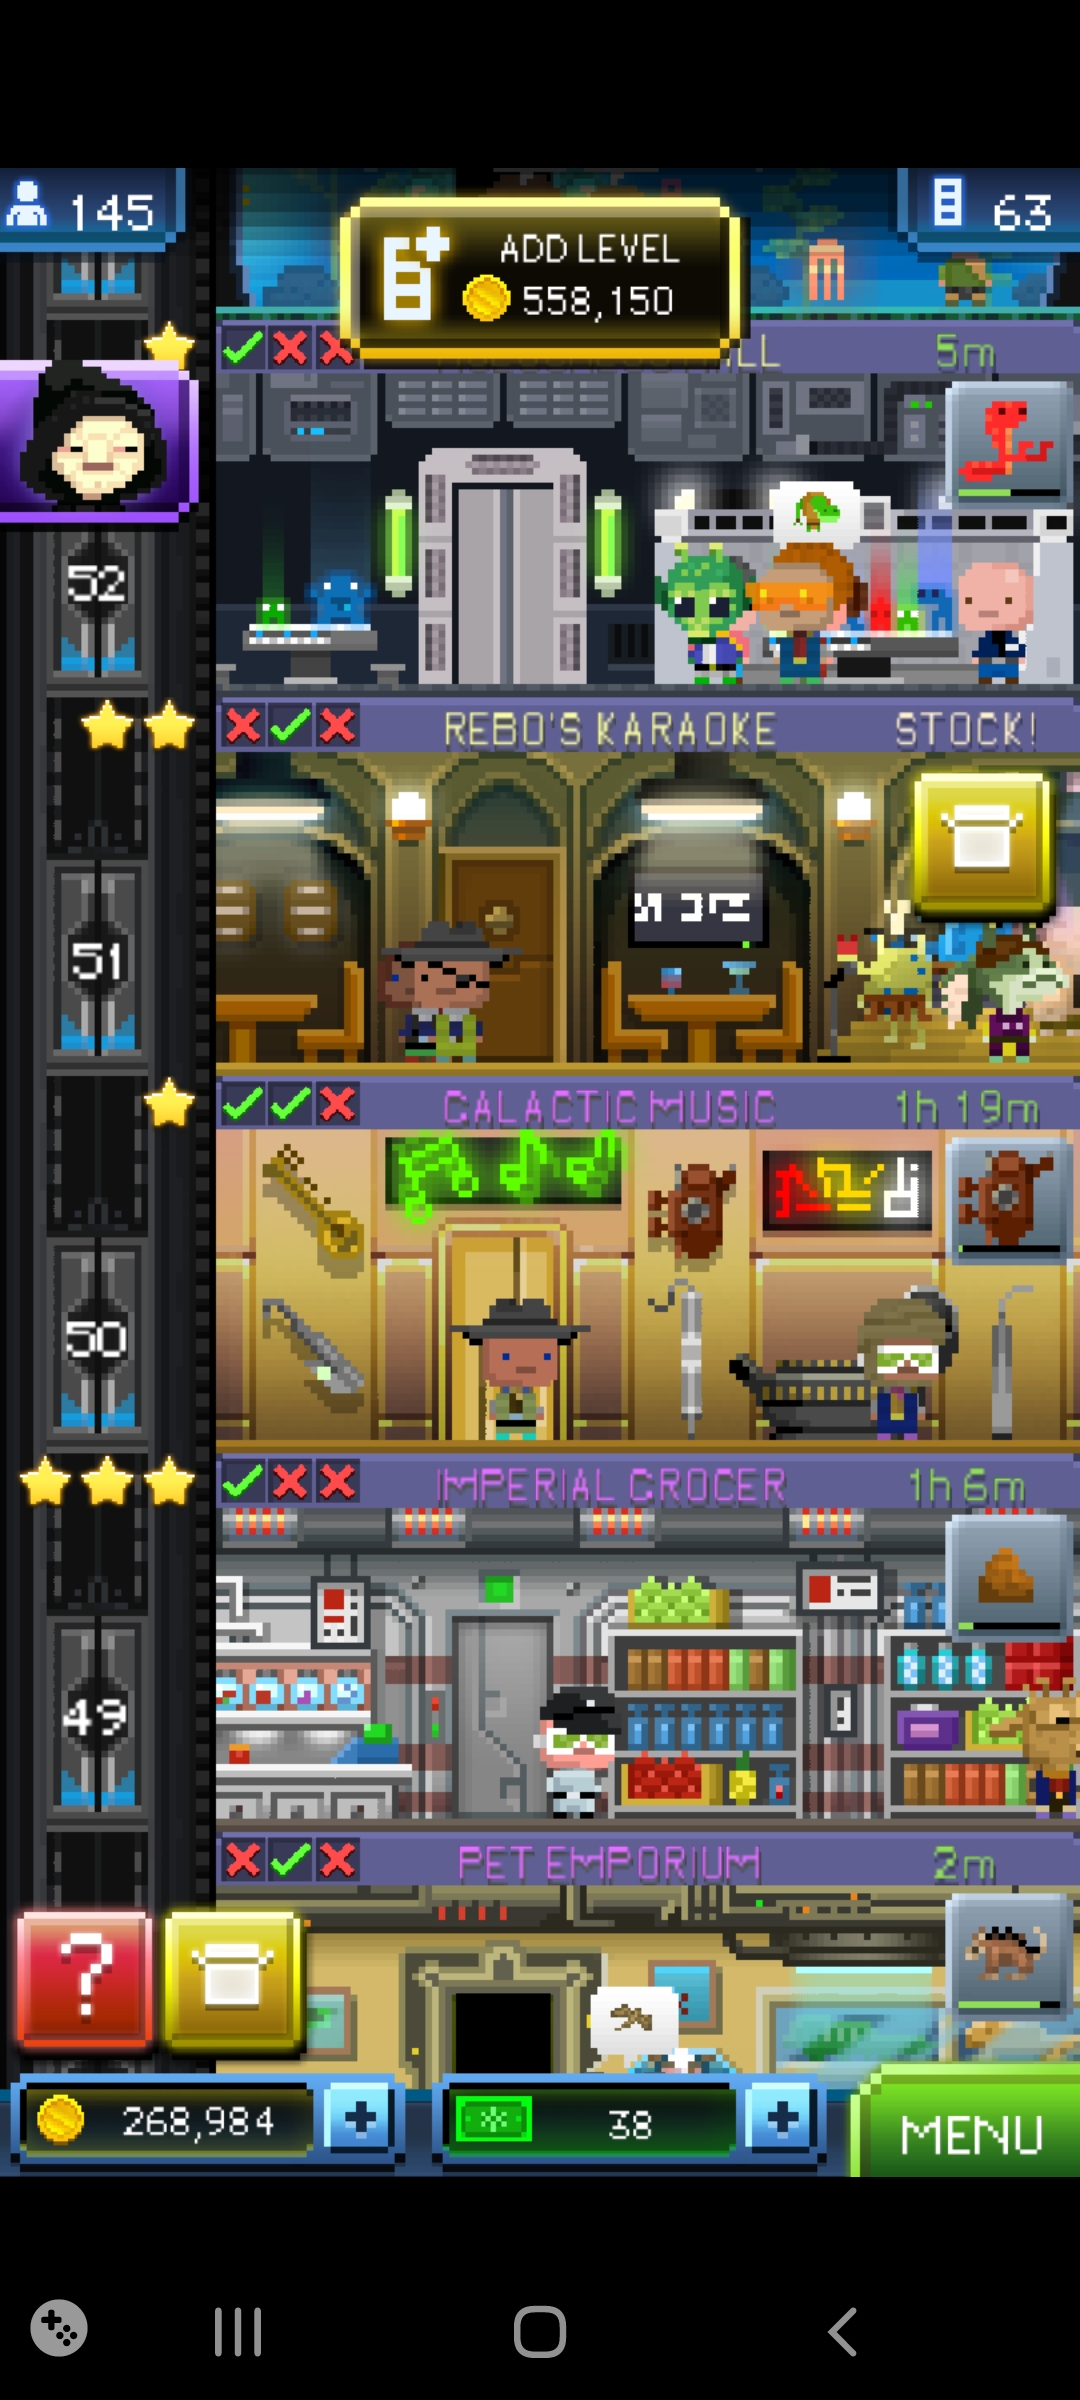 145
63
ADD LEVEL
558,150
5m
52
REBO'S KARAOKE
STOCK!
51
GALACTIC MUSIC
1h 19m
50
IMPERIAL GROCER
1h 6m
49
PET EMPORIUM
2m
?
268,984
+
38
+
MENU